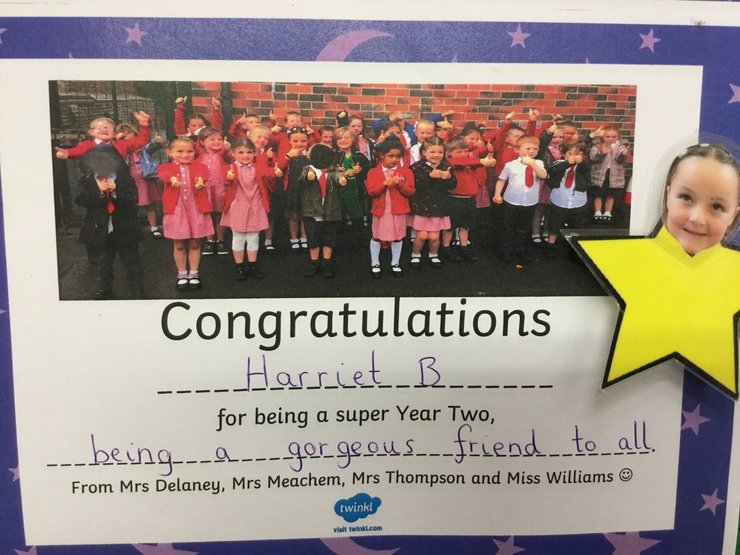 Congratulations
Harriet B
for being a super Year Two,
being a gorgeous friend to all.
From Mrs Delaney, Mrs Meachem, Mrs Thompson and Miss Williams ☺
twinkl
visit twinkl.com